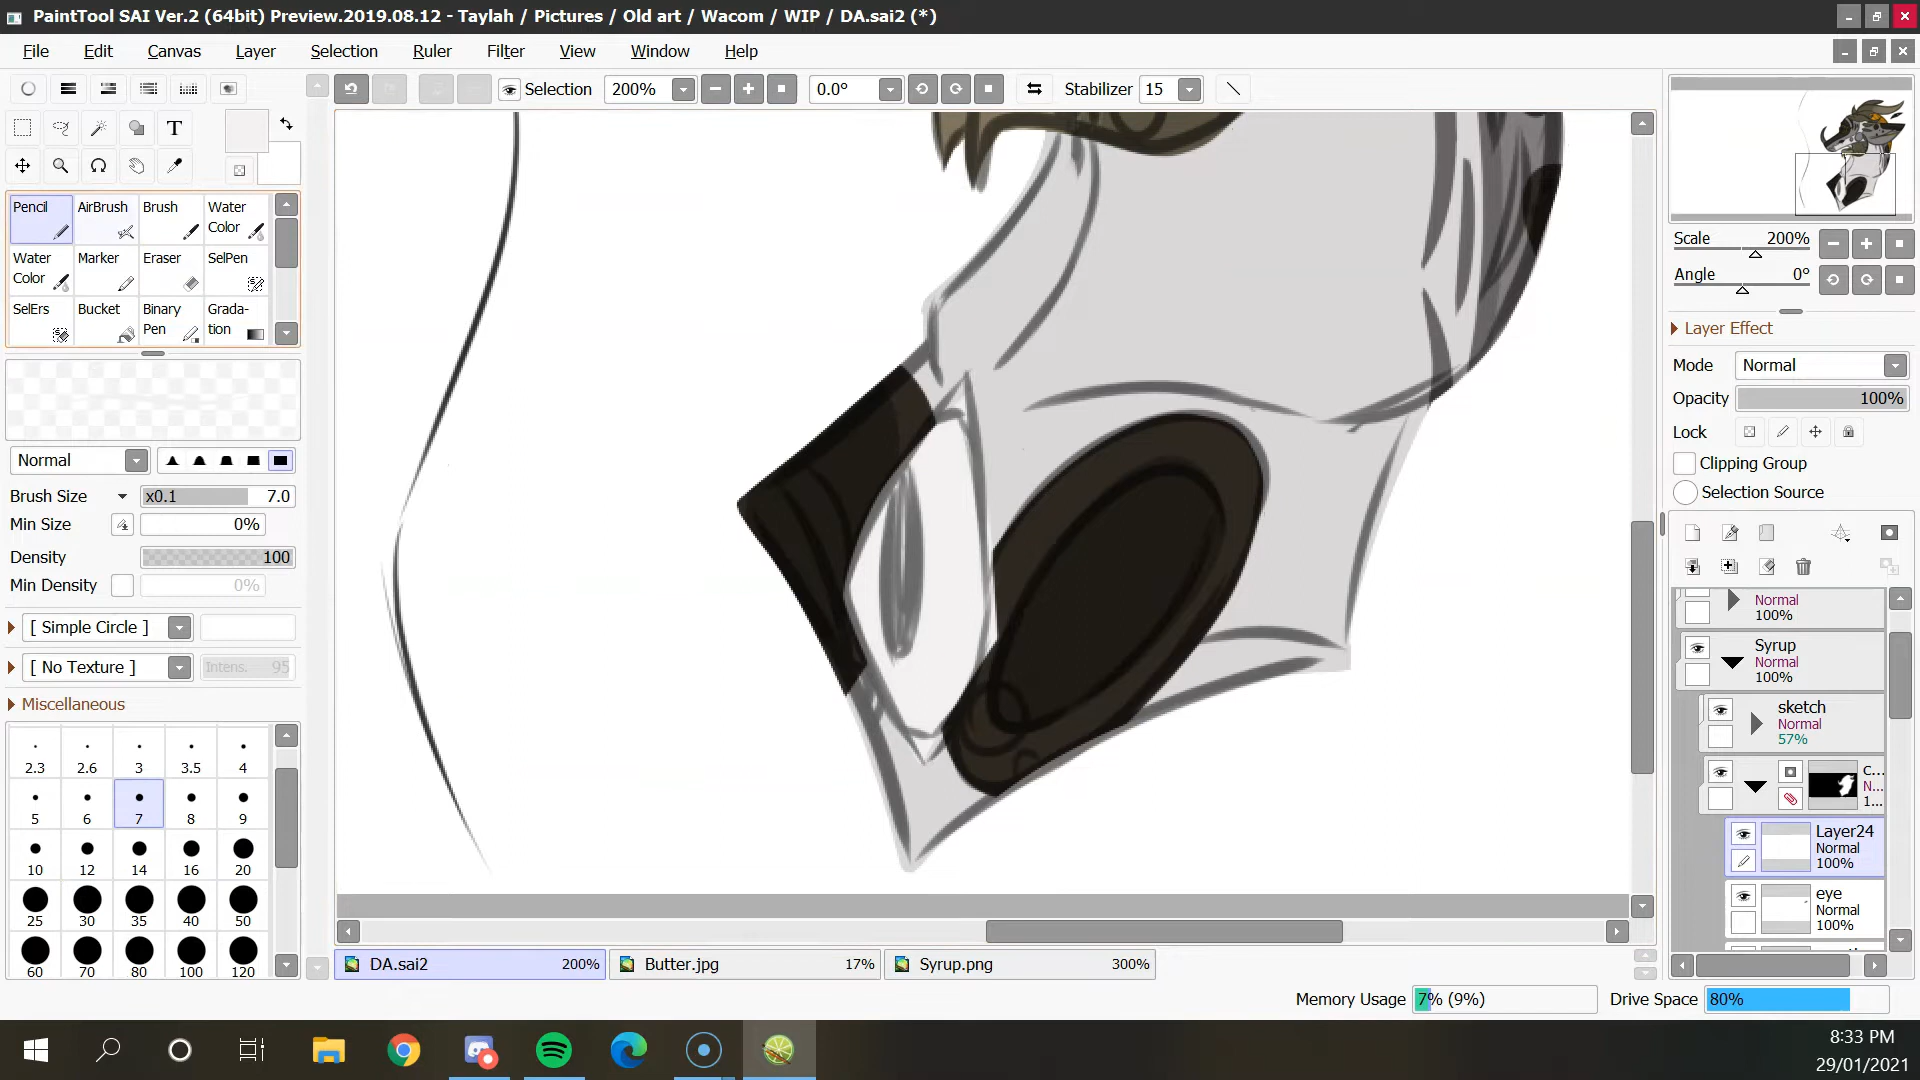 PaintTool SAI Ver.2 (64bit) Preview.2019.08.12 - Taylah / Pictures / Old art / Wacom / WIP / DA.sai2 (*)
File Edit Canvas Layer Selection Ruler Filter View Window Help
Selection 200% 0.0° Stabilizer 15
T
Pencil AirBrush Brush Water Color
Water Color Marker Eraser SelPen
SelErs Bucket Binary Pen Grada-tion
Normal
Brush Size x0.1 7.0
Min Size 0%
Density 100
Min Density 0%
[ Simple Circle ]
[ No Texture ] Intens. 95
Miscellaneous
2.3 2.6 3 3.5 4
5 6 7 8 9
10 12 14 16 20
25 30 35 40 50
60 70 80 100 120
DA.sai2 200% Butter.jpg 17% Syrup.png 300%
Scale 200%
Angle 0°
Layer Effect
Mode Normal
Opacity 100%
Lock
Clipping Group
Selection Source
Normal
100%
Syrup
Normal
100%
sketch
Normal
57%
C...
N...
1...
Layer24
Normal
100%
eye
Normal
100%
Memory Usage 7% (9%) Drive Space 80%
8:33 PM
29/01/2021